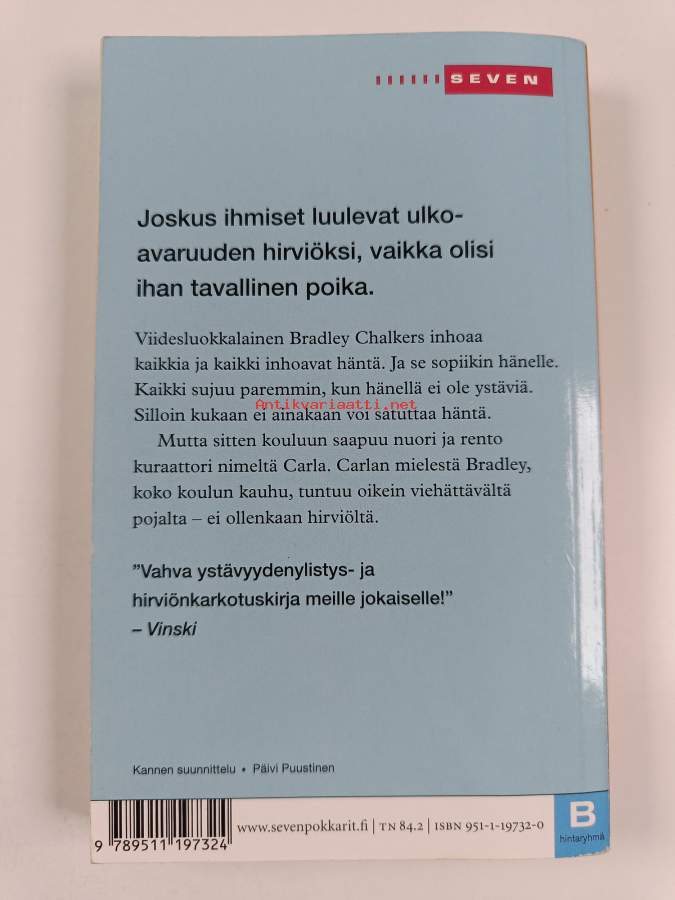 SEVEN
Joskus ihmiset luulevat ulko-
avaruuden hirviöksi, vaikka olisi
ihan tavallinen poika.
Viidesluokkalainen Bradley Chalkers inhoaa
kaikkia ja kaikki inhoavat häntä. Ja se sopiikin hänelle.
Kaikki sujuu paremmin, kun hänellä ei ole ystäviä.
Antikvariaatti.net
Silloin kukaan ei ainakaan voi satuttaa häntä.
Mutta sitten kouluun saapuu nuori ja rento
kuraattori nimeltä Carla. Carlan mielestä Bradley,
koko koulun kauhu, tuntuu oikein viehättävältä
pojalta – ei ollenkaan hirviöltä.
”Vahva ystävyydenylistys- ja
hirviönkarkotuskirja meille jokaiselle!”
– Vinski
Kannen suunnittelu • Päivi Puustinen
www.sevenpokkarit.fi | TN 84.2 | ISBN 951-1-19732-0
B
hintaryhmä
9 789511 197324